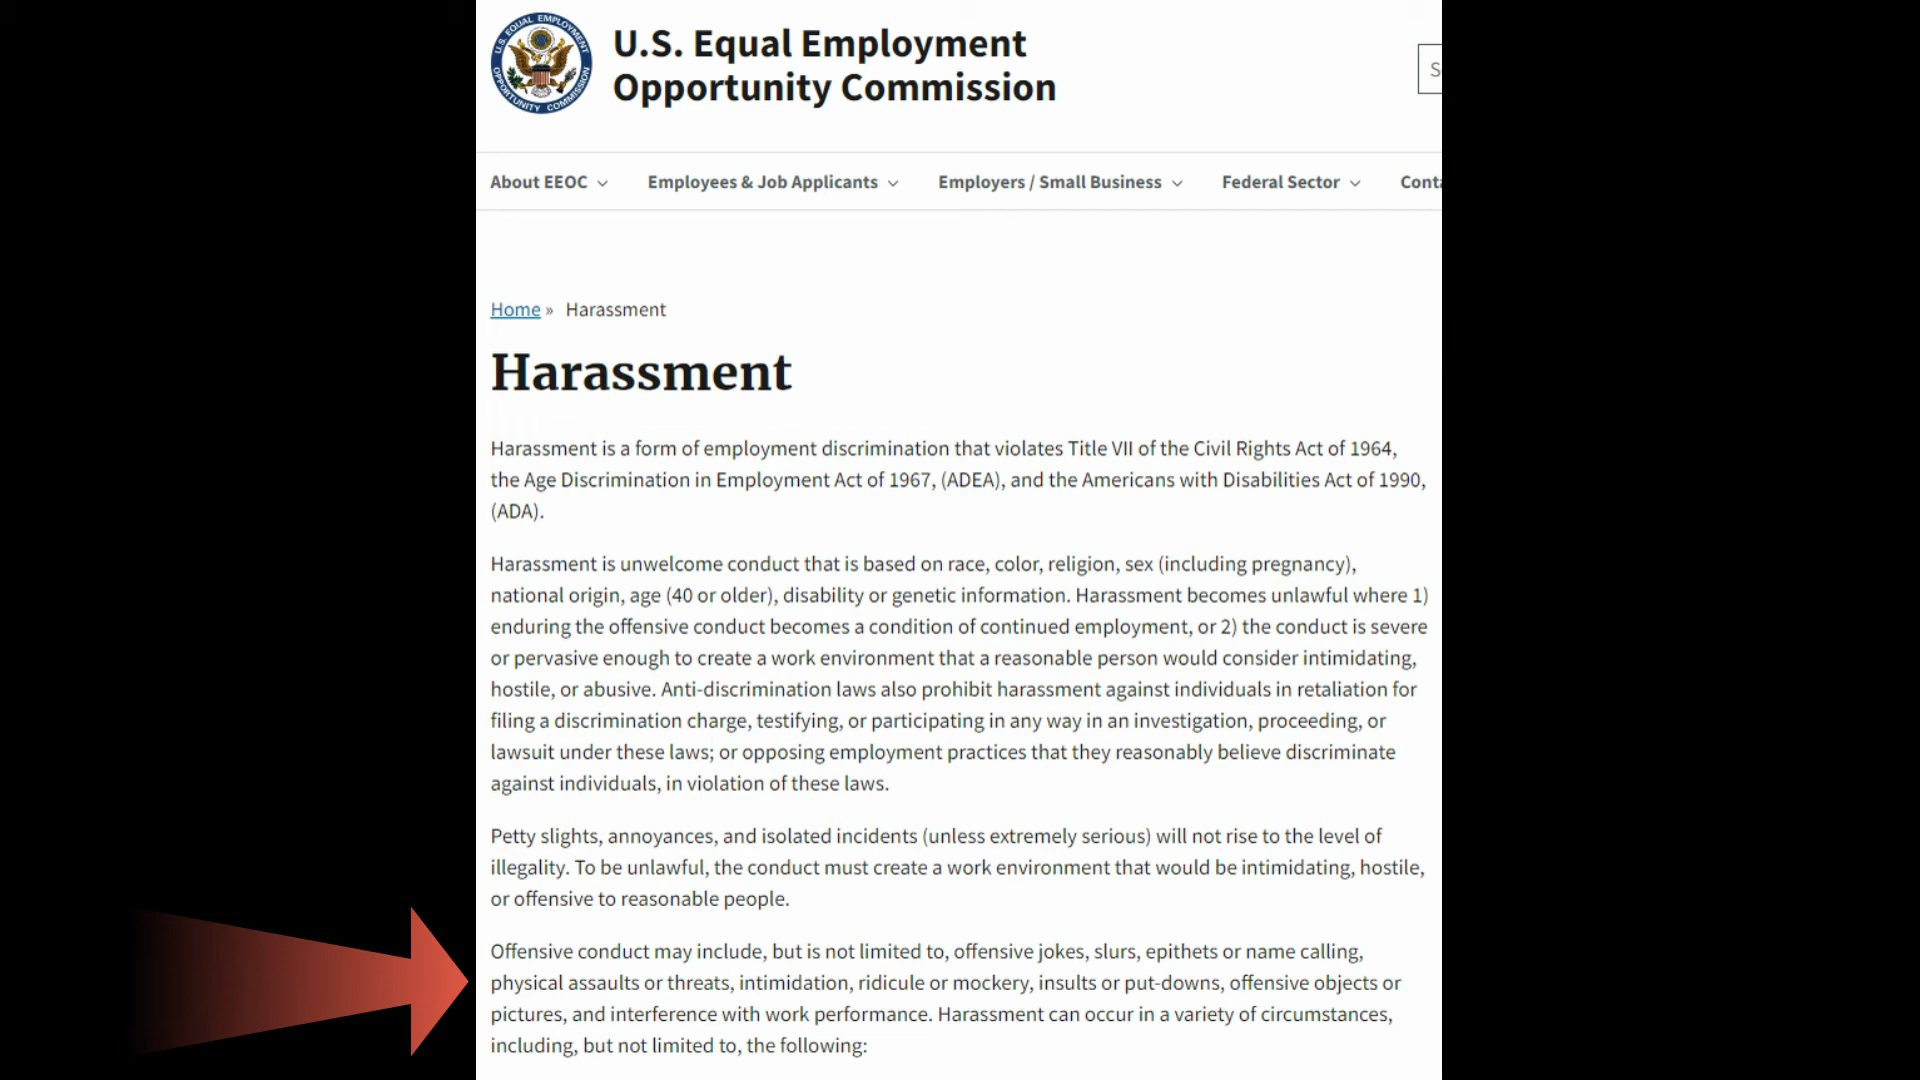 U.S. EQUAL EMPLOYMENT
OPPORTUNITY COMMISSION
U.S. Equal Employment
Opportunity Commission
S
About EEOC
Employees & Job Applicants
Employers / Small Business
Federal Sector
Conta
Home » Harassment
Harassment
Harassment is a form of employment discrimination that violates Title VII of the Civil Rights Act of 1964,
the Age Discrimination in Employment Act of 1967, (ADEA), and the Americans with Disabilities Act of 1990,
(ADA).
Harassment is unwelcome conduct that is based on race, color, religion, sex (including pregnancy),
national origin, age (40 or older), disability or genetic information. Harassment becomes unlawful where 1)
enduring the offensive conduct becomes a condition of continued employment, or 2) the conduct is severe
or pervasive enough to create a work environment that a reasonable person would consider intimidating,
hostile, or abusive. Anti-discrimination laws also prohibit harassment against individuals in retaliation for
filing a discrimination charge, testifying, or participating in any way in an investigation, proceeding, or
lawsuit under these laws; or opposing employment practices that they reasonably believe discriminate
against individuals, in violation of these laws.
Petty slights, annoyances, and isolated incidents (unless extremely serious) will not rise to the level of
illegality. To be unlawful, the conduct must create a work environment that would be intimidating, hostile,
or offensive to reasonable people.
Offensive conduct may include, but is not limited to, offensive jokes, slurs, epithets or name calling,
physical assaults or threats, intimidation, ridicule or mockery, insults or put-downs, offensive objects or
pictures, and interference with work performance. Harassment can occur in a variety of circumstances,
including, but not limited to, the following: